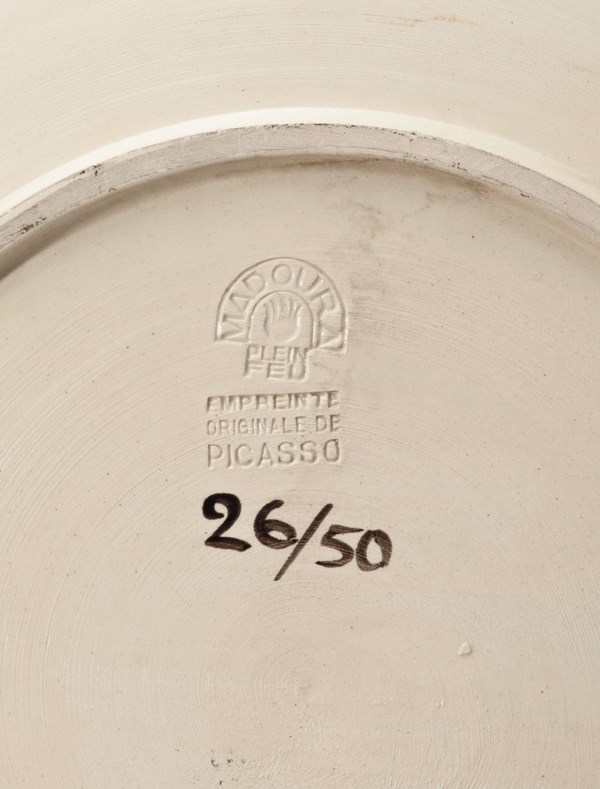 MADOURA
PLEIN
FEU
EMPREINTE
ORIGINALE DE
PICASSO
26/50